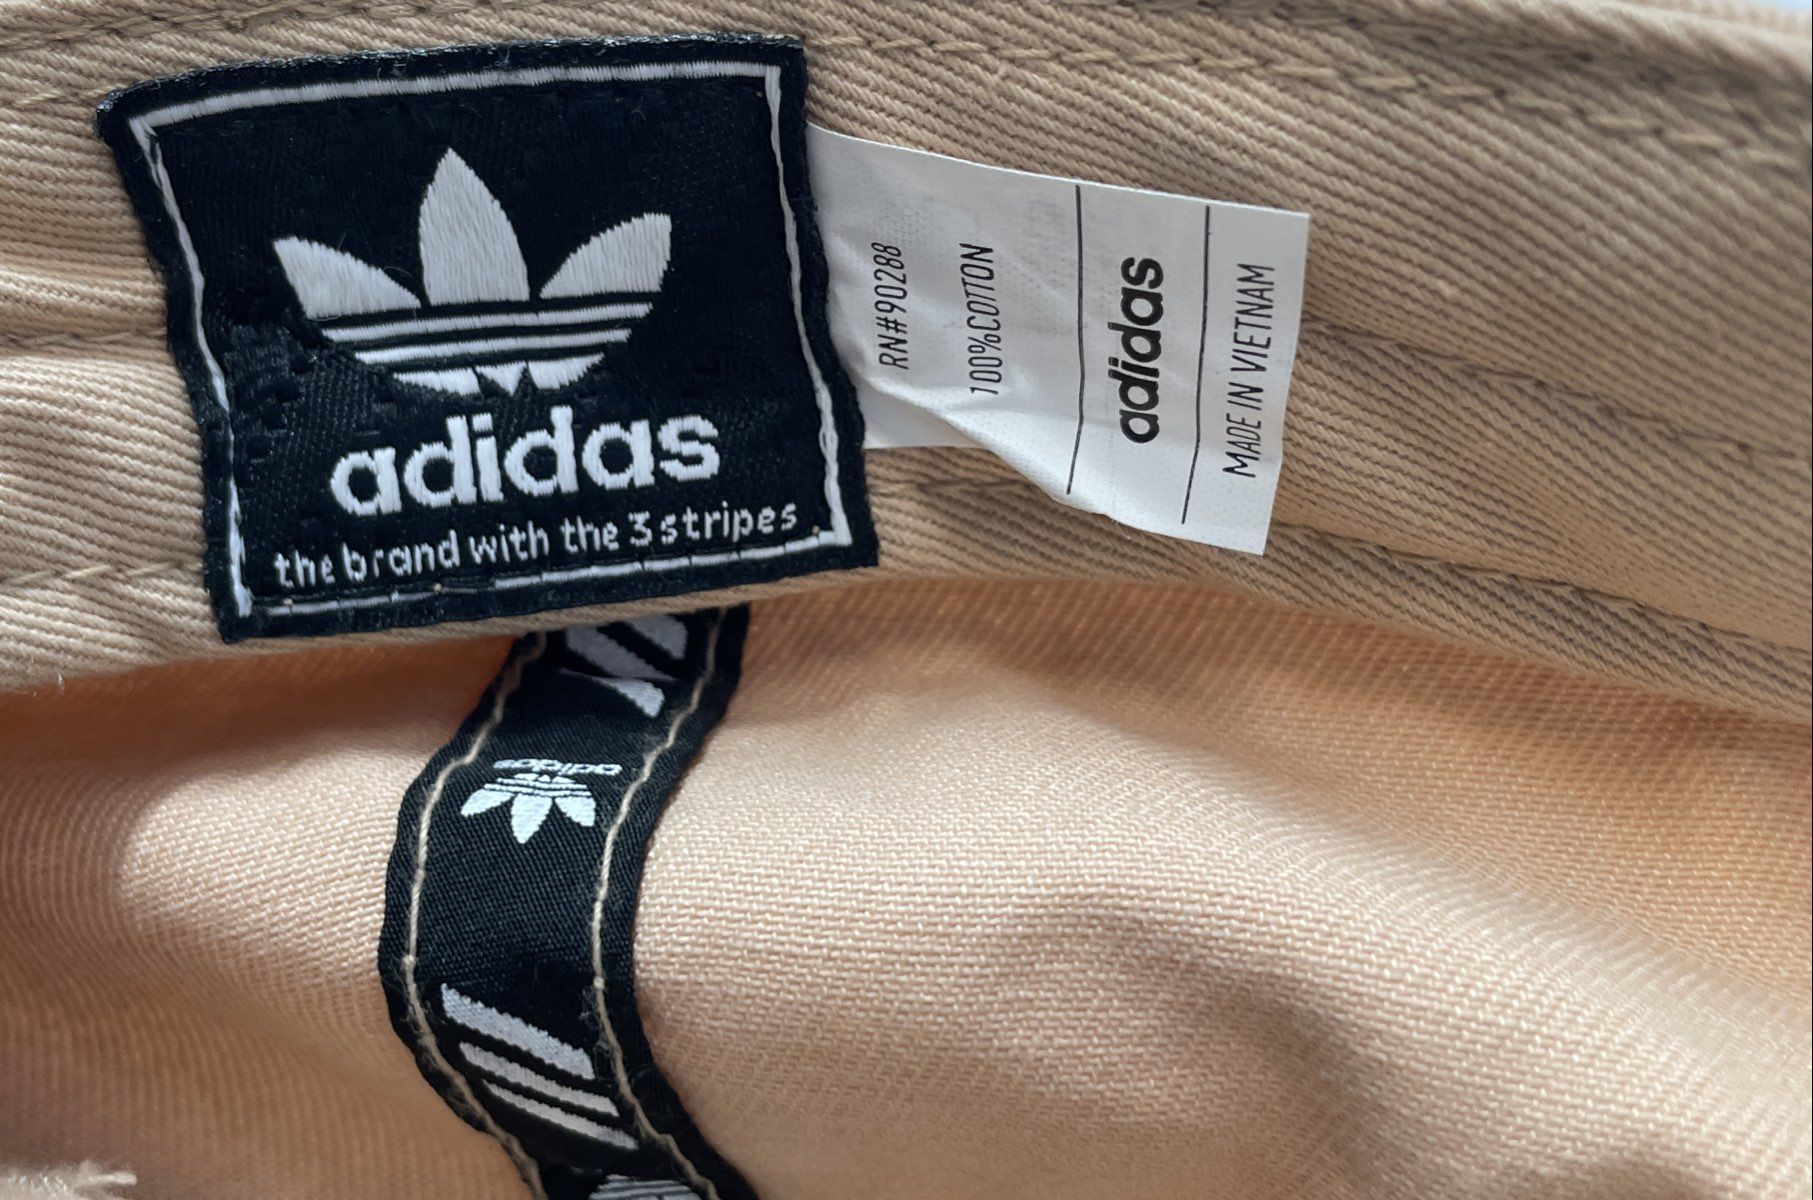 adidas
the brand with the 3 stripes
RN#90288
100%COTTON
adidas
MADE IN VIETNAM
adidas